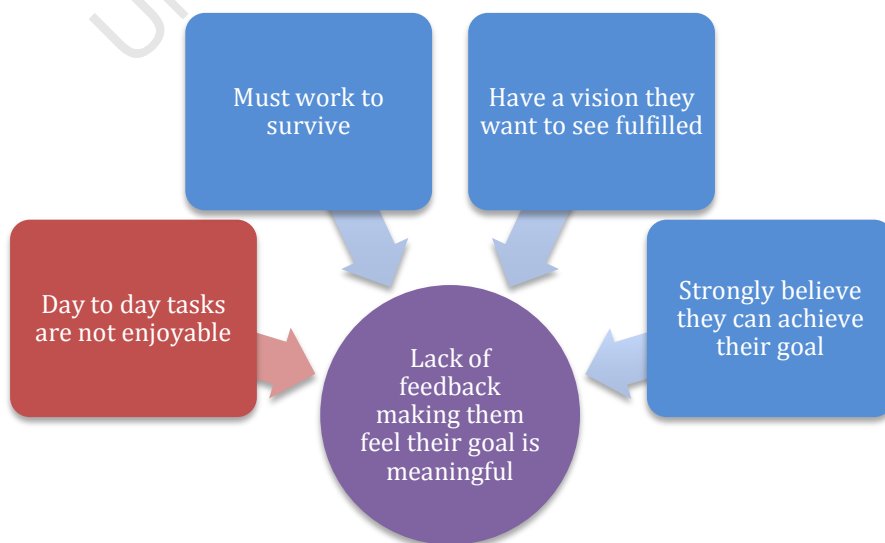 Must work to
survive
Have a vision they
want to see fulfilled
Day to day tasks
are not enjoyable
Strongly believe
they can achieve
their goal
Lack of
feedback
making them
feel their goal is
meaningful